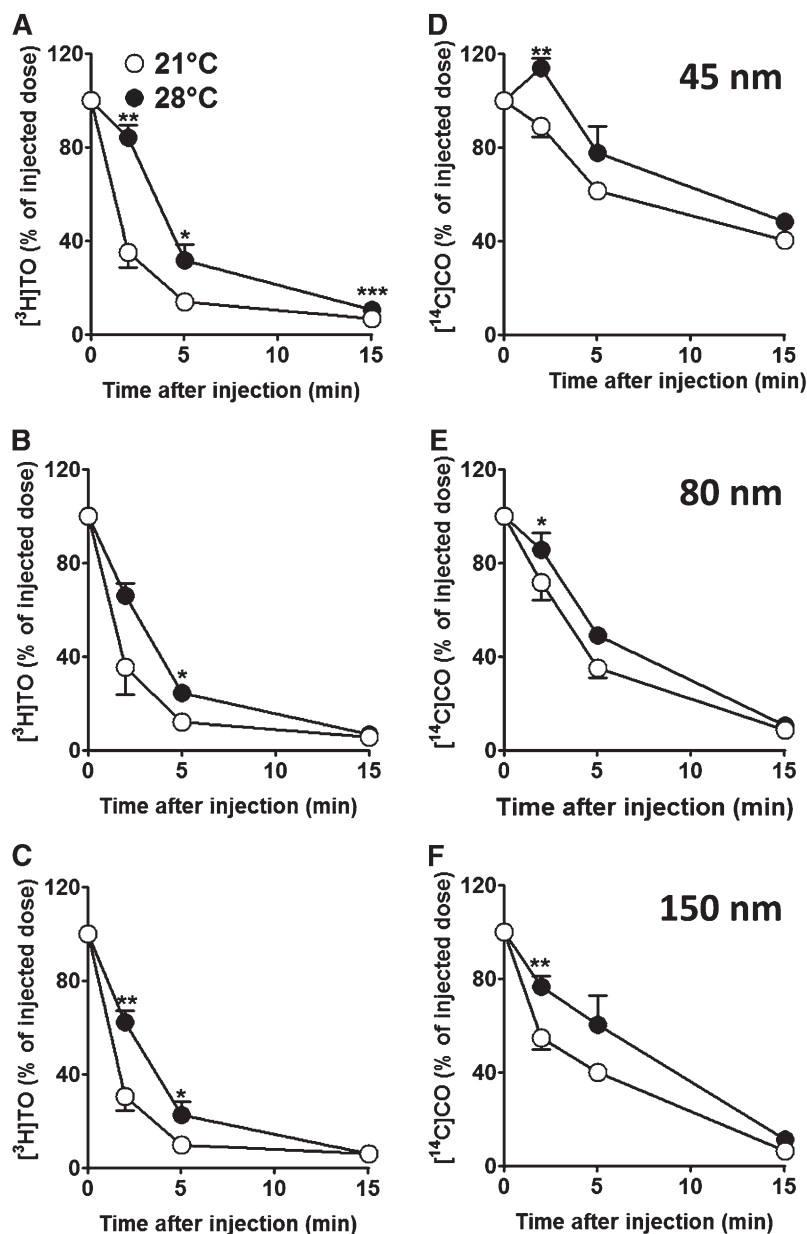 A
[³H]TO (% of injected dose)
120
80
40
0
21°C
28°C
**
*
***
0 5 10 15
Time after injection (min)
D
[¹⁴C]CO (% of injected dose)
120
80
40
0
**
45 nm
0 5 10 15
Time after injection (min)
B
[³H]TO (% of injected dose)
120
80
40
0
*
0 5 10 15
Time after injection (min)
E
[¹⁴C]CO (% of injected dose)
120
80
40
0
*
80 nm
0 5 10 15
Time after injection (min)
C
[³H]TO (% of injected dose)
120
80
40
0
**
*
0 5 10 15
Time after injection (min)
F
[¹⁴C]CO (% of injected dose)
120
80
40
0
**
150 nm
0 5 10 15
Time after injection (min)